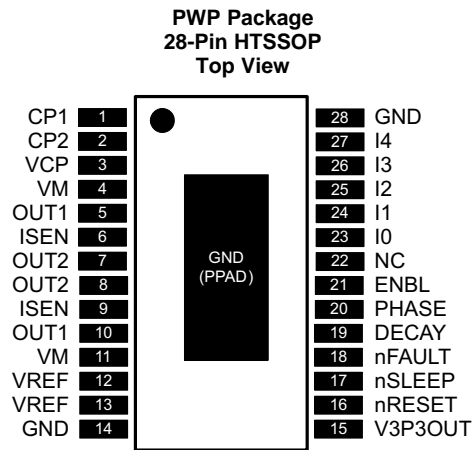 PWP Package
28-Pin HTSSOP
Top View
CP1 1
CP2 2
VCP 3
VM 4
OUT1 5
ISEN 6
OUT2 7
OUT2 8
ISEN 9
OUT1 10
VM 11
VREF 12
VREF 13
GND 14
GND
(PPAD)
28 GND
27 I4
26 I3
25 I2
24 I1
23 I0
22 NC
21 ENBL
20 PHASE
19 DECAY
18 nFAULT
17 nSLEEP
16 nRESET
15 V3P3OUT